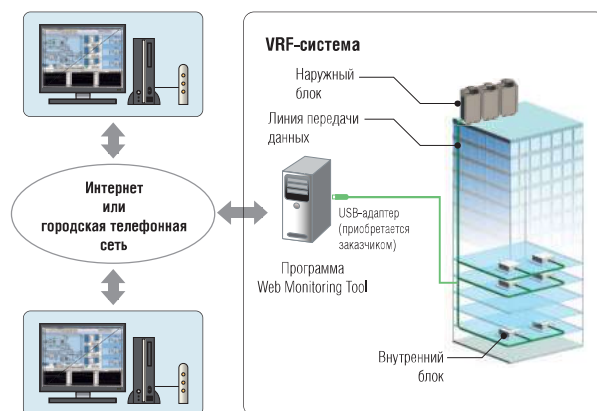 VRF-система
Наружный
блок
Линия передачи
данных
Интернет
или
городская телефонная
сеть
USB-адаптер
(приобретается
заказчиком)
Программа
Web Monitoring Tool
Внутренний
блок